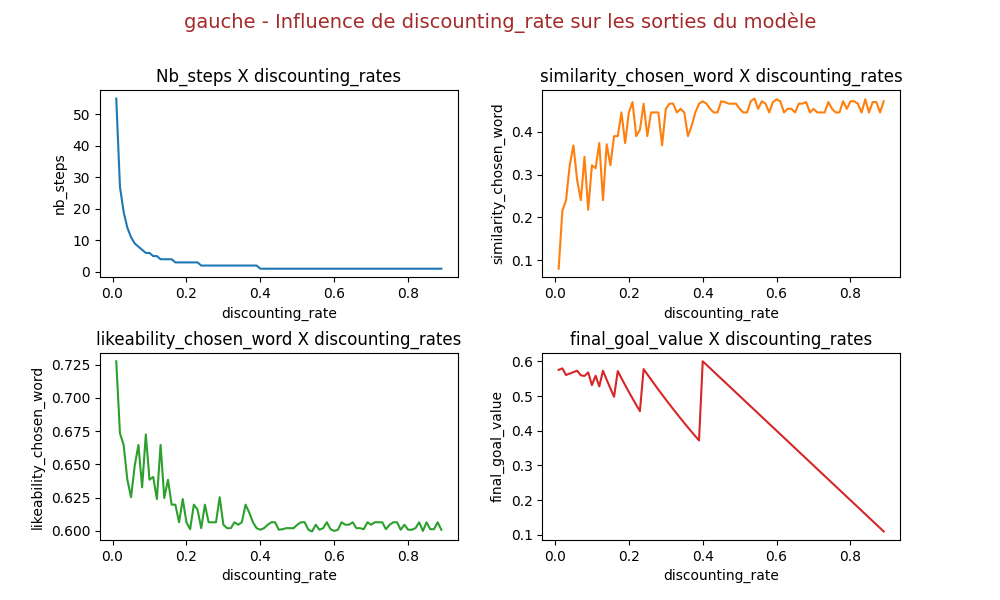 gauche - Influence de discounting_rate sur les sorties du modèle
Nb_steps X discounting_rates
nb_steps
50
40
30
20
10
0
0.0 0.2 0.4 0.6 0.8
discounting_rate
similarity_chosen_word X discounting_rates
similarity_chosen_word
0.4
0.3
0.2
0.1
0.0 0.2 0.4 0.6 0.8
discounting_rate
likeability_chosen_word X discounting_rates
likeability_chosen_word
0.725
0.700
0.675
0.650
0.625
0.600
0.0 0.2 0.4 0.6 0.8
discounting_rate
final_goal_value X discounting_rates
final_goal_value
0.6
0.5
0.4
0.3
0.2
0.1
0.0 0.2 0.4 0.6 0.8
discounting_rate